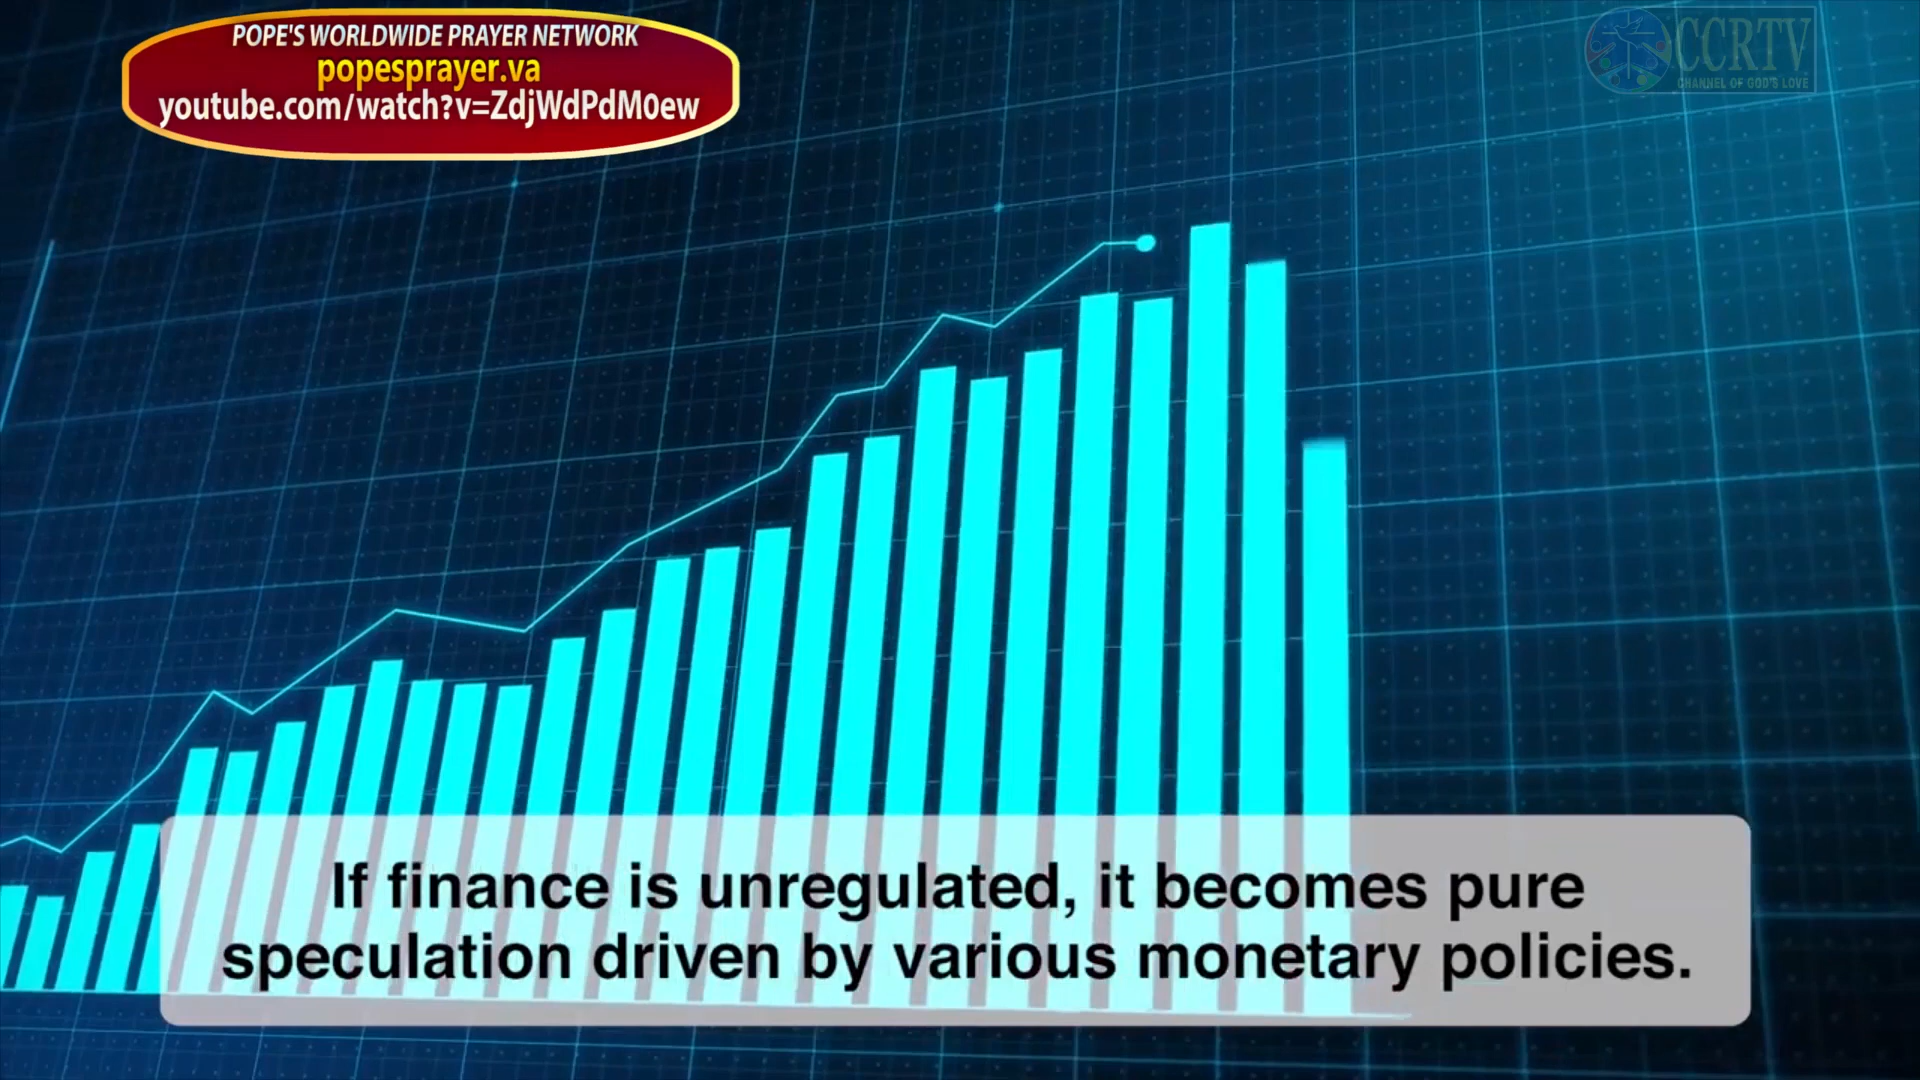 POPE'S WORLDWIDE PRAYER NETWORK
popesprayer.va
youtube.com/watch?v=ZdjWdPdM0ew
CCRTV
CHANNEL OF GOD'S LOVE
If finance is unregulated, it becomes pure
speculation driven by various monetary policies.